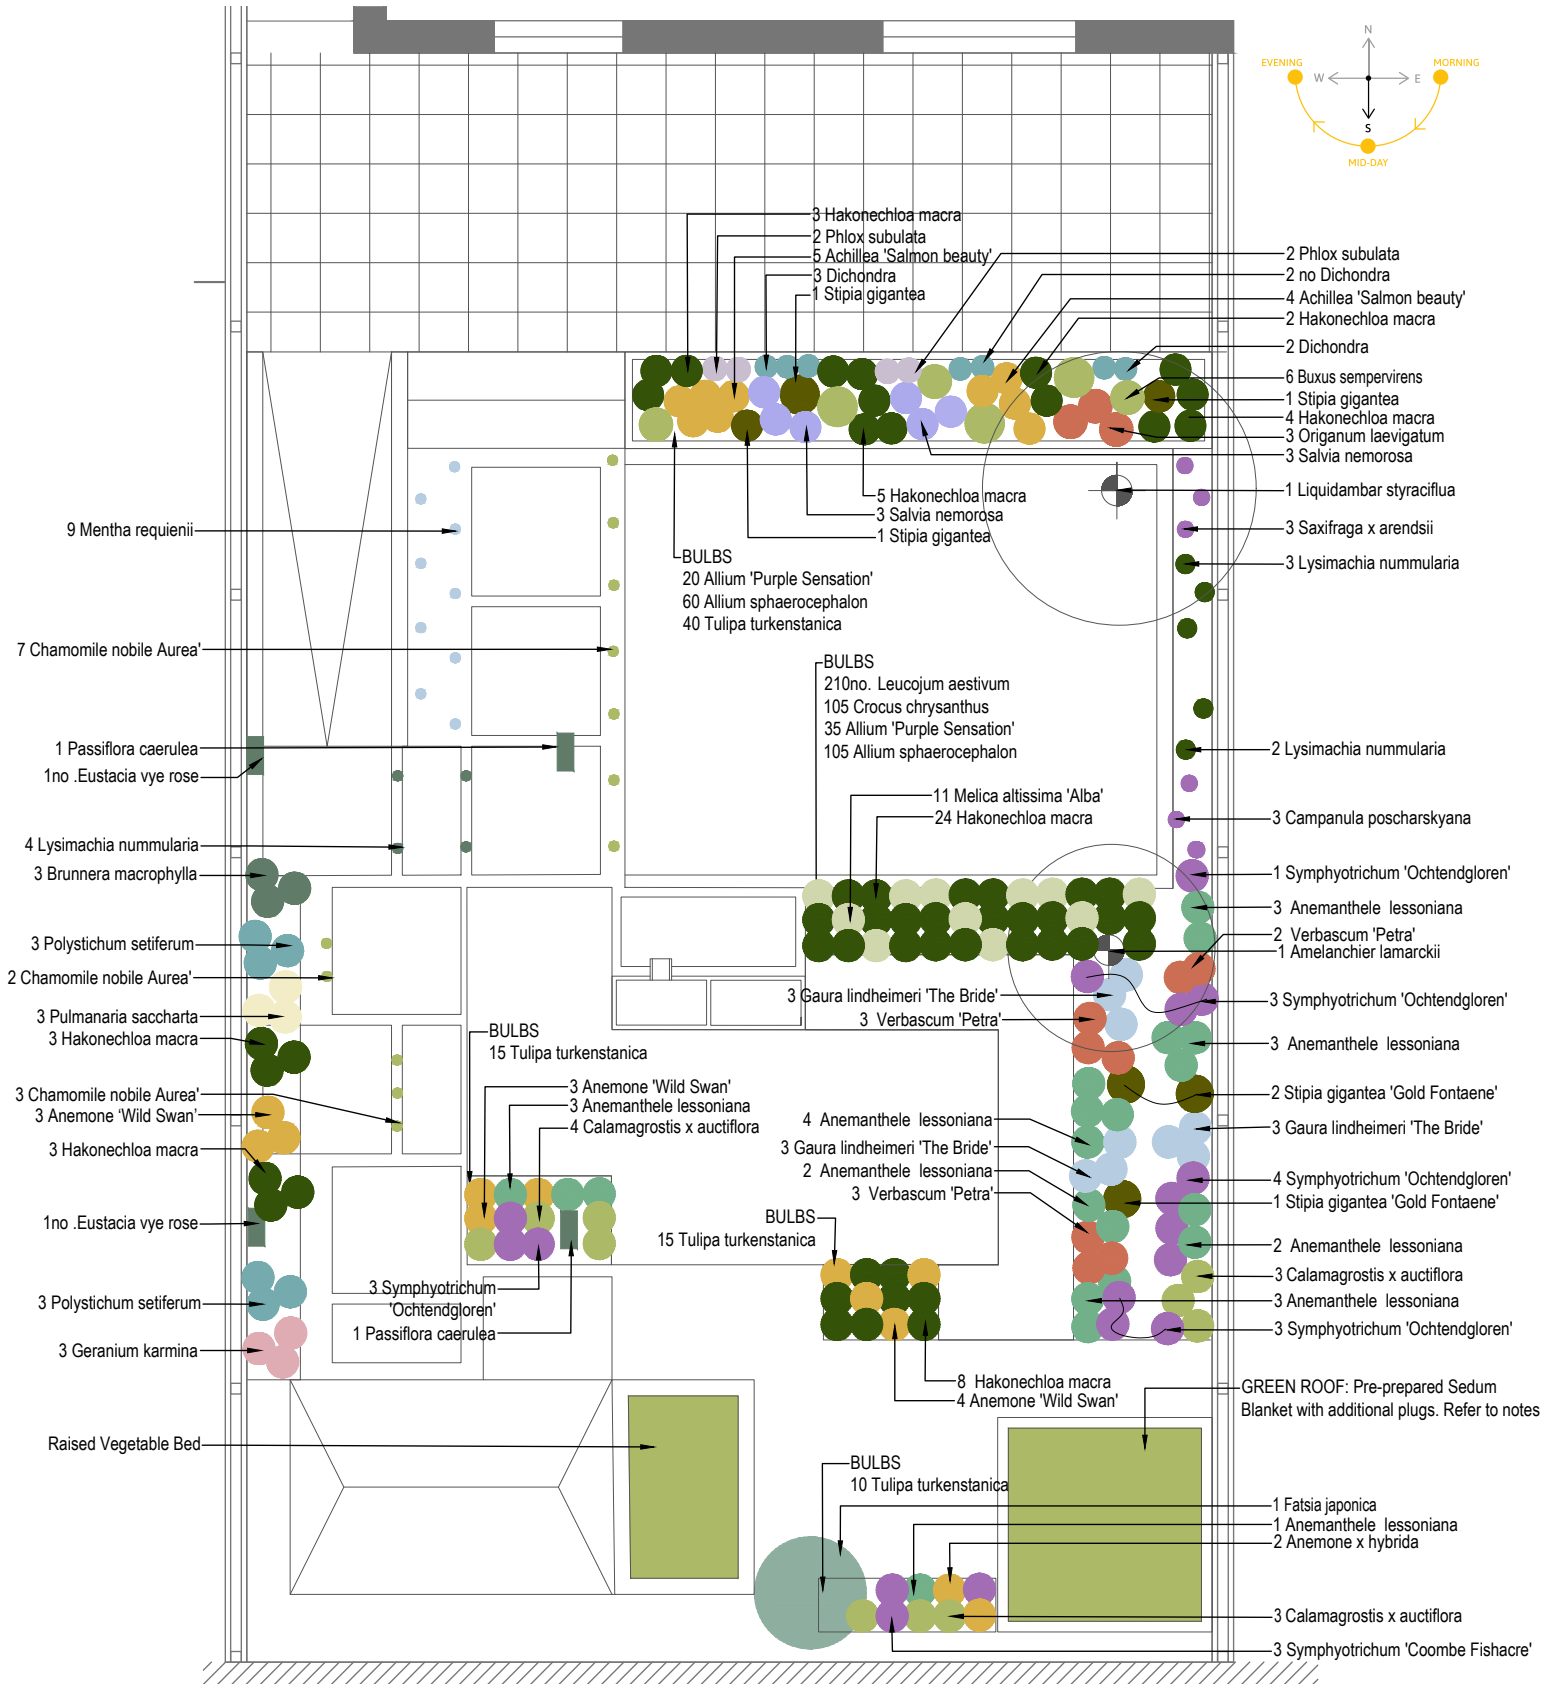 N
EVENING
MORNING
W
E
S
MID-DAY
3 Hakonechloa macra
2 Phlox subulata
5 Achillea 'Salmon beauty'
3 Dichondra
1 Stipia gigantea
2 Phlox subulata
2 no Dichondra
4 Achillea 'Salmon beauty'
2 Hakonechloa macra
2 Dichondra
6 Buxus sempervirens
1 Stipia gigantea
4 Hakonechloa macra
3 Origanum laevigatum
3 Salvia nemorosa
1 Liquidambar styraciflua
3 Saxifraga x arendsii
3 Lysimachia nummularia
5 Hakonechloa macra
3 Salvia nemorosa
1 Stipia gigantea
BULBS
20 Allium 'Purple Sensation'
60 Allium sphaerocephalon
40 Tulipa turkenstanica
9 Mentha requienii
7 Chamomile nobile Aurea'
1 Passiflora caerulea
1no .Eustacia vye rose
4 Lysimachia nummularia
3 Brunnera macrophylla
3 Polystichum setiferum
2 Chamomile nobile Aurea'
3 Pulmanaria saccharta
3 Hakonechloa macra
3 Chamomile nobile Aurea'
3 Anemone ‘Wild Swan’
3 Hakonechloa macra
1no .Eustacia vye rose
3 Polystichum setiferum
3 Geranium karmina
Raised Vegetable Bed
BULBS
210no. Leucojum aestivum
105 Crocus chrysanthus
35 Allium 'Purple Sensation'
105 Allium sphaerocephalon
11 Melica altissima 'Alba'
24 Hakonechloa macra
2 Lysimachia nummularia
3 Campanula poscharskyana
1 Symphyotrichum 'Ochtendgloren'
3 Anemanthele lessoniana
2 Verbascum 'Petra'
1 Amelanchier lamarckii
3 Symphyotrichum 'Ochtendgloren'
3 Anemanthele lessoniana
2 Stipia gigantea 'Gold Fontaene'
3 Gaura lindheimeri 'The Bride'
4 Symphyotrichum 'Ochtendgloren'
1 Stipia gigantea 'Gold Fontaene'
2 Anemanthele lessoniana
3 Calamagrostis x auctiflora
3 Anemanthele lessoniana
3 Symphyotrichum 'Ochtendgloren'
3 Gaura lindheimeri 'The Bride'
3 Verbascum 'Petra'
4 Anemanthele lessoniana
3 Gaura lindheimeri 'The Bride'
2 Anemanthele lessoniana
3 Verbascum 'Petra'
BULBS
15 Tulipa turkenstanica
3 Anemone 'Wild Swan'
3 Anemanthele lessoniana
4 Calamagrostis x auctiflora
3 Symphyotrichum
'Ochtendgloren'
1 Passiflora caerulea
BULBS
15 Tulipa turkenstanica
8 Hakonechloa macra
4 Anemone 'Wild Swan'
GREEN ROOF: Pre-prepared Sedum
Blanket with additional plugs. Refer to notes
BULBS
10 Tulipa turkenstanica
1 Fatsia japonica
1 Anemanthele lessoniana
2 Anemone x hybrida
3 Calamagrostis x auctiflora
3 Symphyotrichum 'Coombe Fishacre'